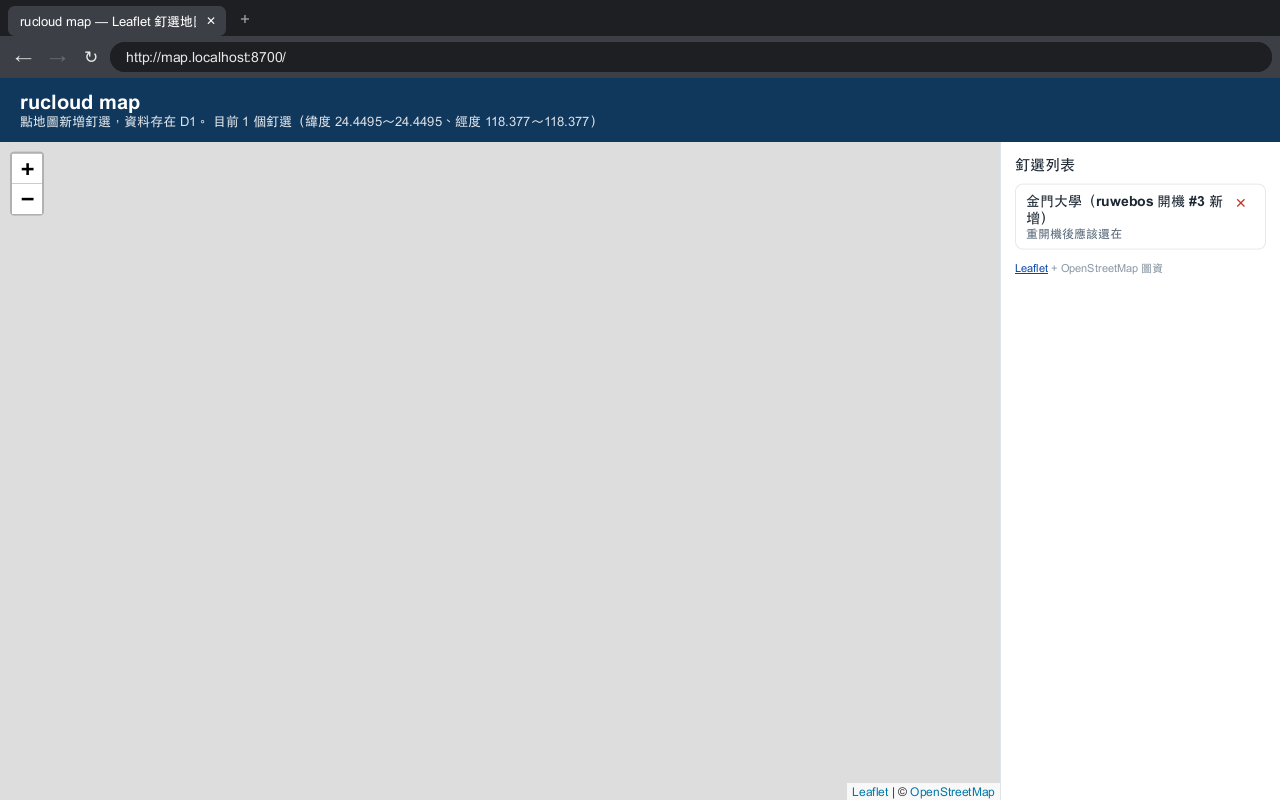 rucloud map — Leaflet 釘選地
http://map.localhost:8700/
rucloud map
點地圖新增釘選，資料存在 D1。 目前 1 個釘選（緯度 24.4495～24.4495、經度 118.377～118.377）
+
−
釘選列表
金門大學（ruwebos 開機 #3 新
增）
重開機後應該還在
Leaflet + OpenStreetMap 圖資
Leaflet | © OpenStreetMap